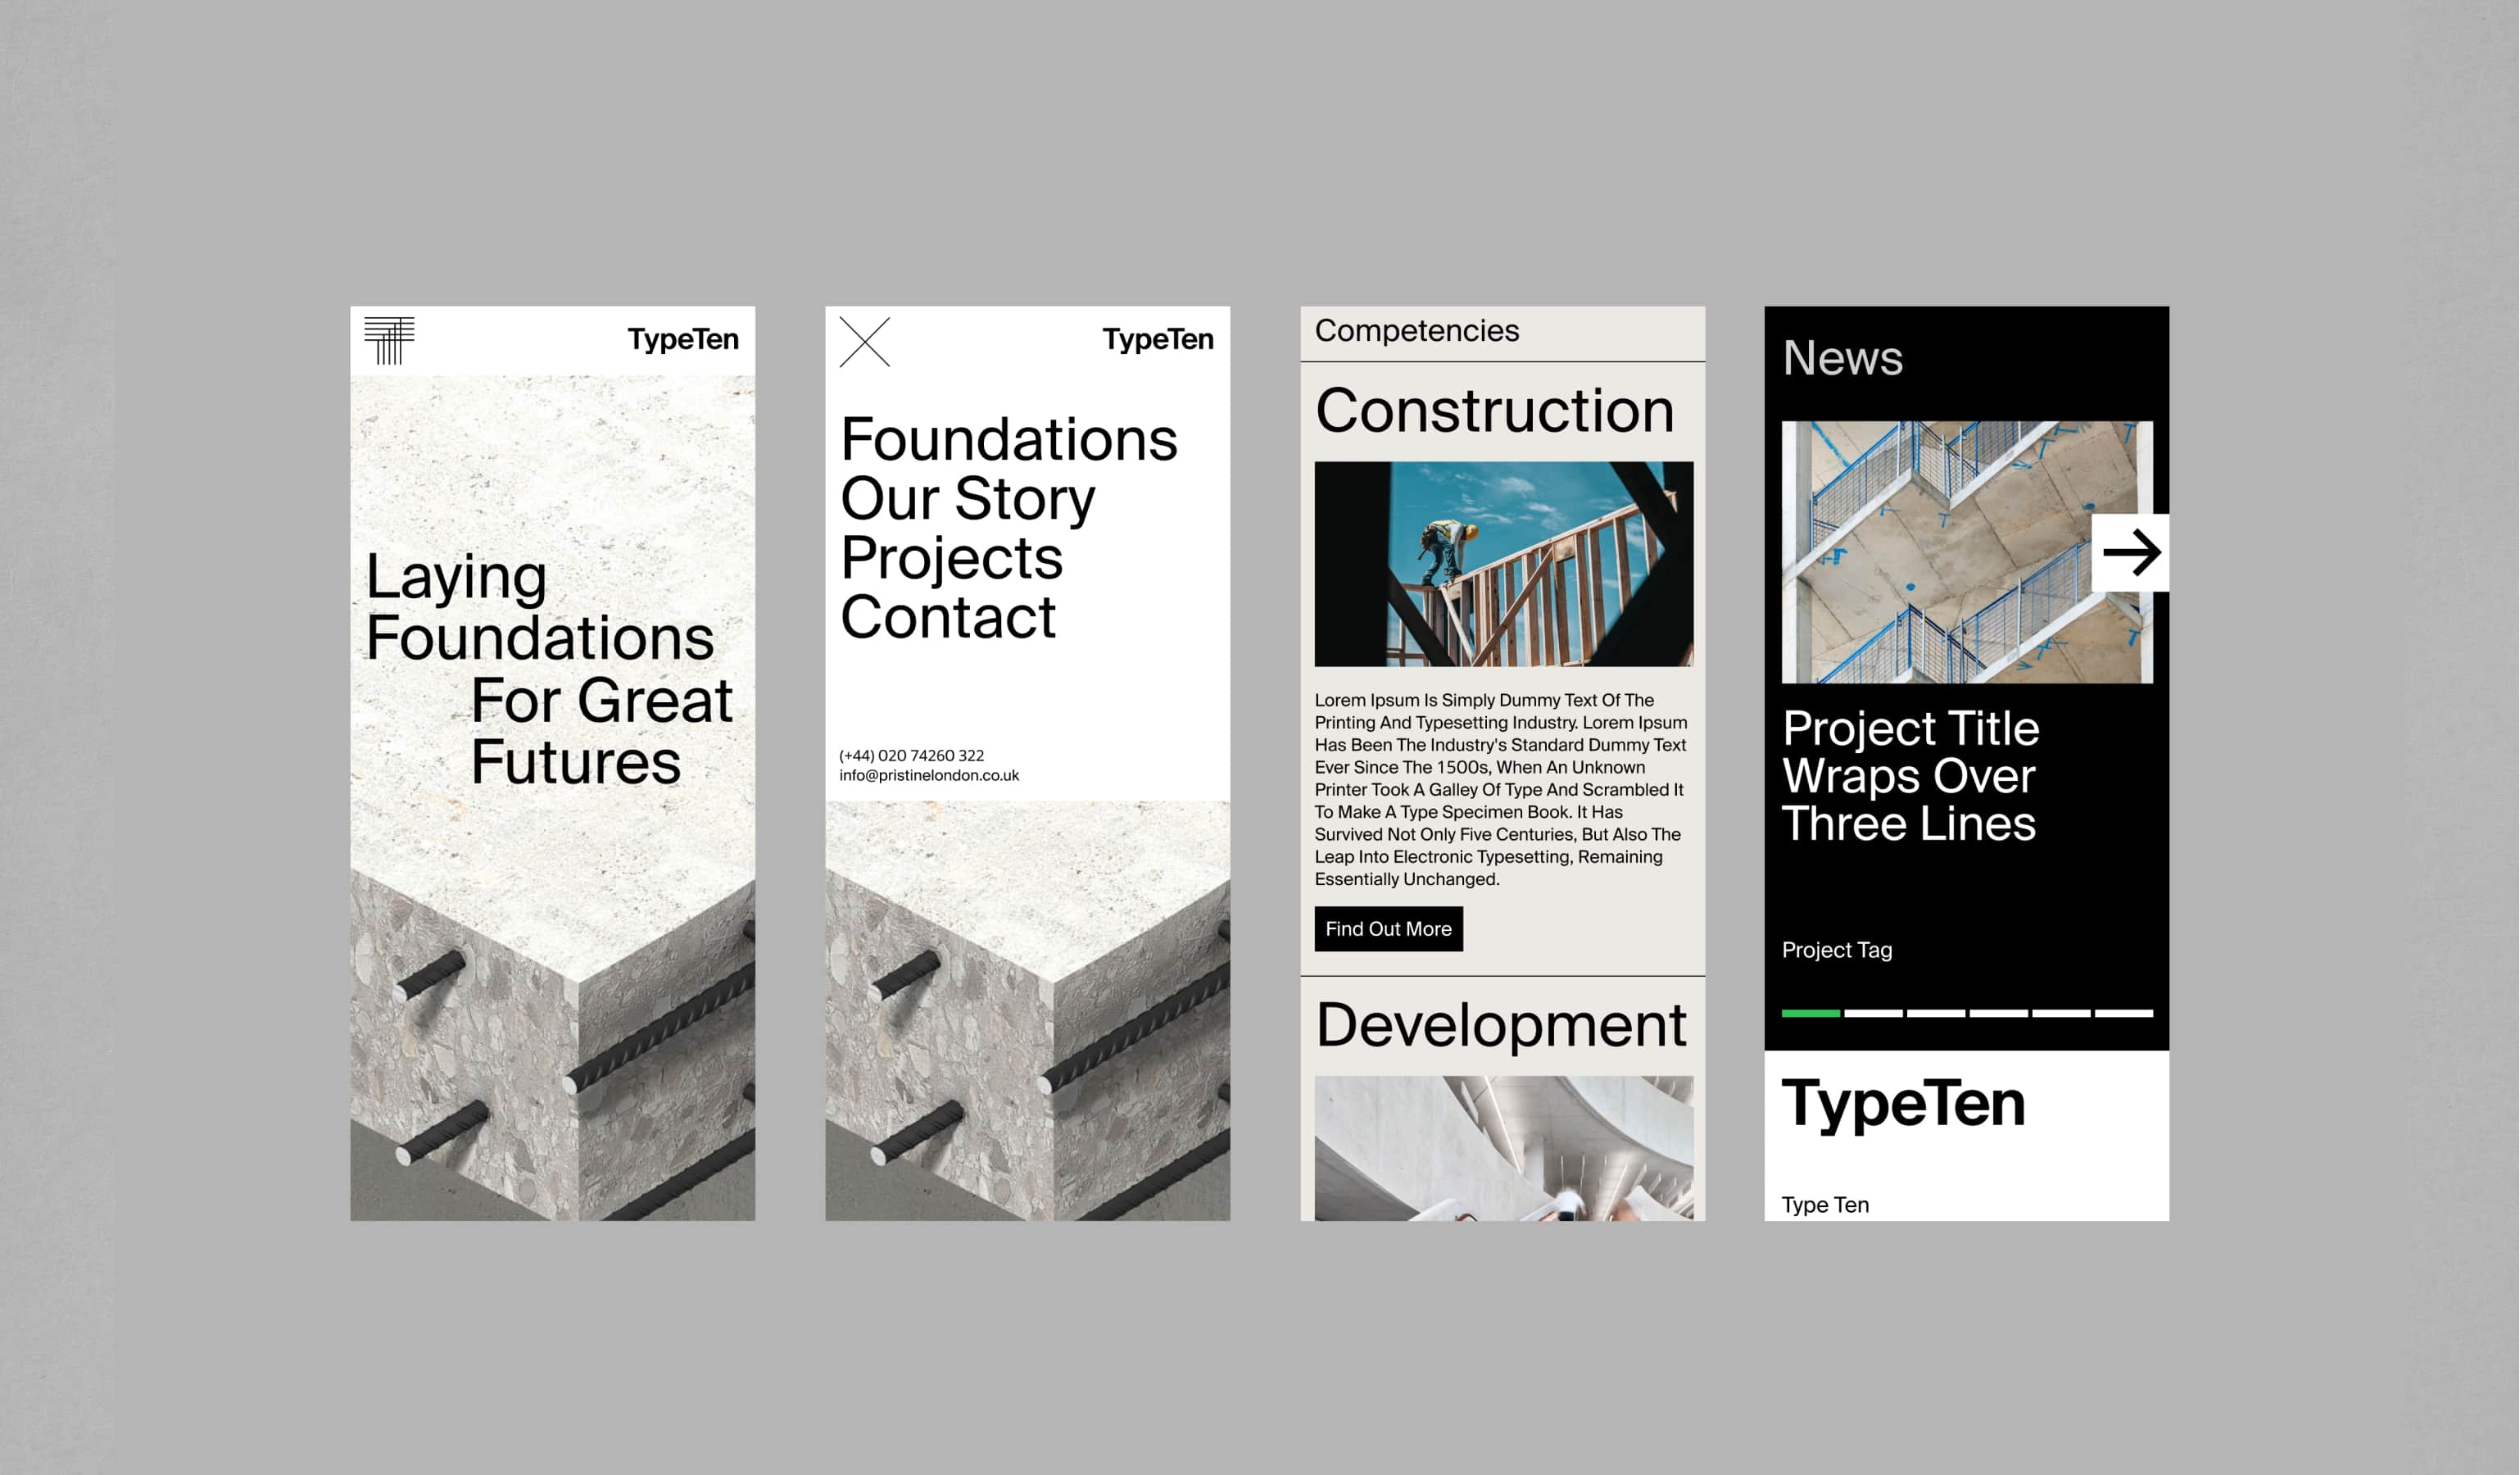 TypeTen
Laying
Foundations
For Great
Futures
TypeTen
Foundations
Our Story
Projects
Contact
(+44) 020 74260 322
info@pristinelondon.co.uk
Competencies
Construction
Lorem Ipsum Is Simply Dummy Text Of The
Printing And Typesetting Industry. Lorem Ipsum
Has Been The Industry's Standard Dummy Text
Ever Since The 1500s, When An Unknown
Printer Took A Galley Of Type And Scrambled It
To Make A Type Specimen Book. It Has
Survived Not Only Five Centuries, But Also The
Leap Into Electronic Typesetting, Remaining
Essentially Unchanged.
Find Out More
Development
News
Project Title
Wraps Over
Three Lines
Project Tag
TypeTen
Type Ten